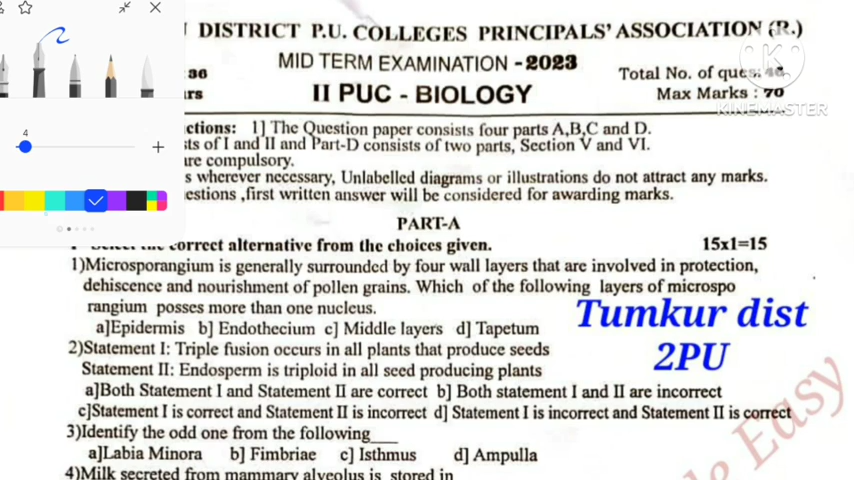 DISTRICT P.U. COLLEGES PRINCIPALS' ASSOCIATION (R.)
MID TERM EXAMINATION - 2023
36
Total No. of ques:
rs
II PUC - BIOLOGY
Max Marks : 70
KINEMASTER
ctions: 1] The Question paper consists four parts A,B,C and D.
sts of I and II and Part-D consists of two parts, Section V and VI.
are compulsory.
s wherever necessary, Unlabelled diagrams or illustrations do not attract any marks.
estions ,first written answer will be considered for awarding marks.
4
PART-A
correct alternative from the choices given. 15x1=15
1)Microsporangium is generally surrounded by four wall layers that are involved in protection,
dehiscence and nourishment of pollen grains. Which of the following layers of microspo
rangium posses more than one nucleus.
a]Epidermis b] Endothecium c] Middle layers d] Tapetum
Tumkur dist
2PU
2)Statement I: Triple fusion occurs in all plants that produce seeds
Statement II: Endosperm is triploid in all seed producing plants
a]Both Statement I and Statement II are correct b] Both statement I and II are incorrect
c]Statement I is correct and Statement II is incorrect d] Statement I is incorrect and Statement II is correct
3)Identify the odd one from the following___
a]Labia Minora b] Fimbriae c] Isthmus d] Ampulla
4)Milk secreted from mammary alveolus is stored in
Easy